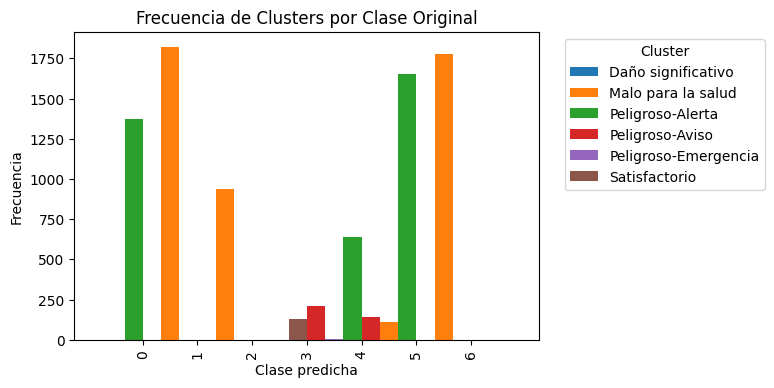 Frecuencia de Clusters por Clase Original
Frecuencia
1750
1500
1250
1000
750
500
250
0
0
1
2
3
4
5
6
Clase predicha
Cluster
Daño significativo
Malo para la salud
Peligroso-Alerta
Peligroso-Aviso
Peligroso-Emergencia
Satisfactorio